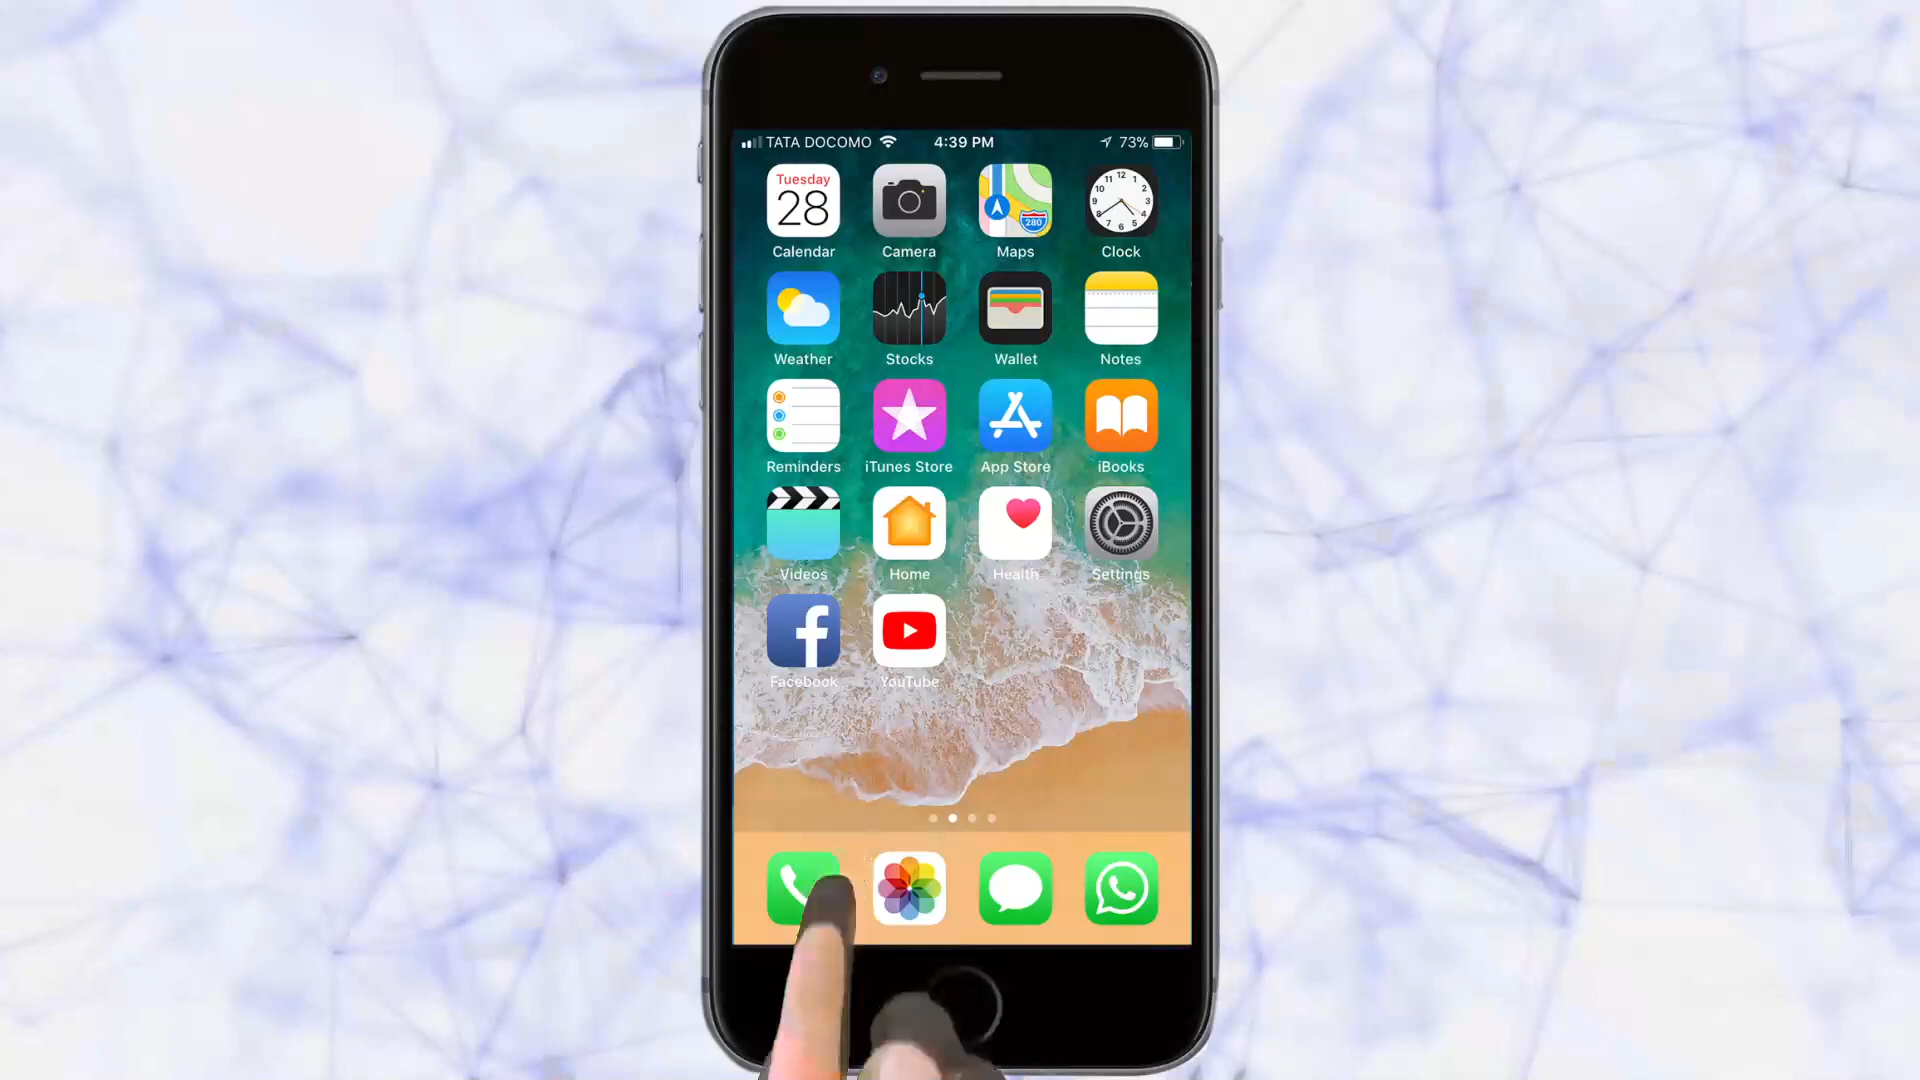 TATA DOCOMO 4:39 PM 73%
Tuesday
28
280
Calendar Camera Maps Clock
Weather Stocks Wallet Notes
Reminders iTunes Store App Store iBooks
Videos Home Health Settings
Facebook YouTube